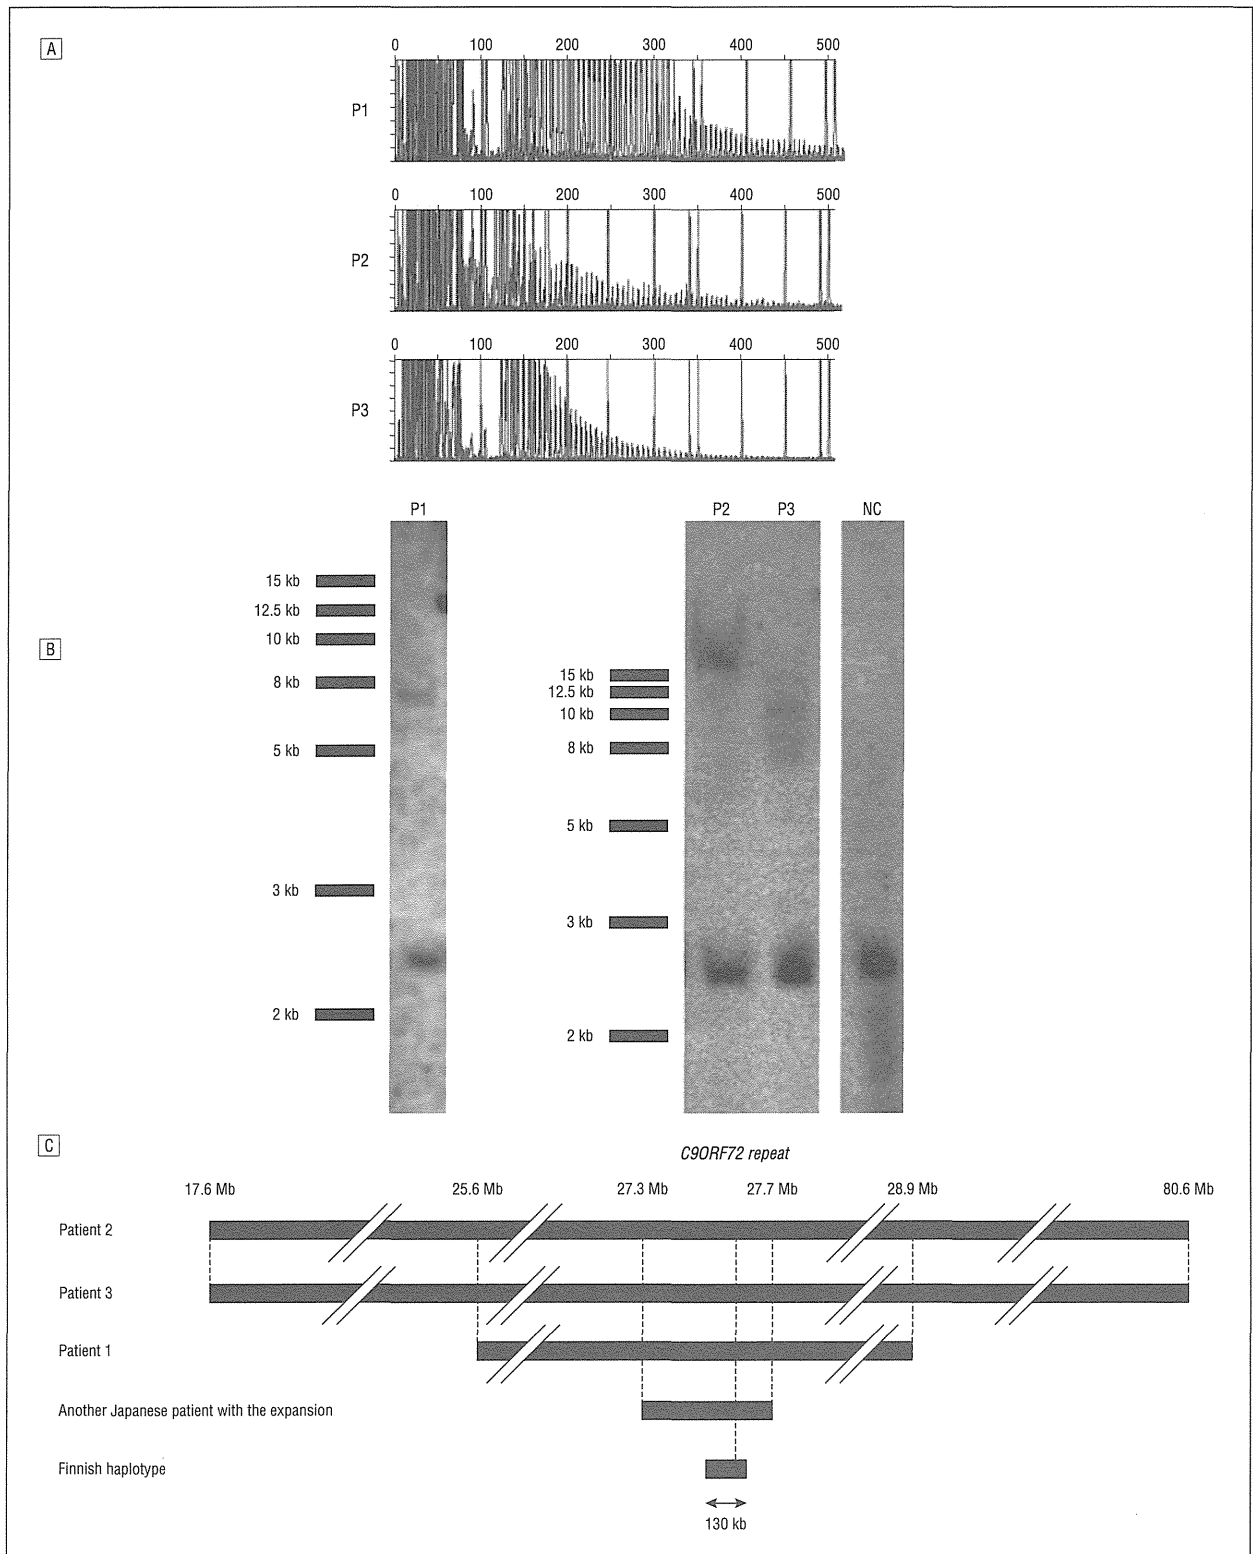 A
0 100 200 300 400 500
P1
0 100 200 300 400 500
P2
0 100 200 300 400 500
P3
B
P1
15 kb
12.5 kb
10 kb
8 kb
5 kb
3 kb
2 kb
P2 P3 NC
15 kb
12.5 kb
10 kb
8 kb
5 kb
3 kb
2 kb
C
C9ORF72 repeat
17.6 Mb 25.6 Mb 27.3 Mb 27.7 Mb 28.9 Mb 80.6 Mb
Patient 2
Patient 3
Patient 1
Another Japanese patient with the expansion
Finnish haplotype
130 kb